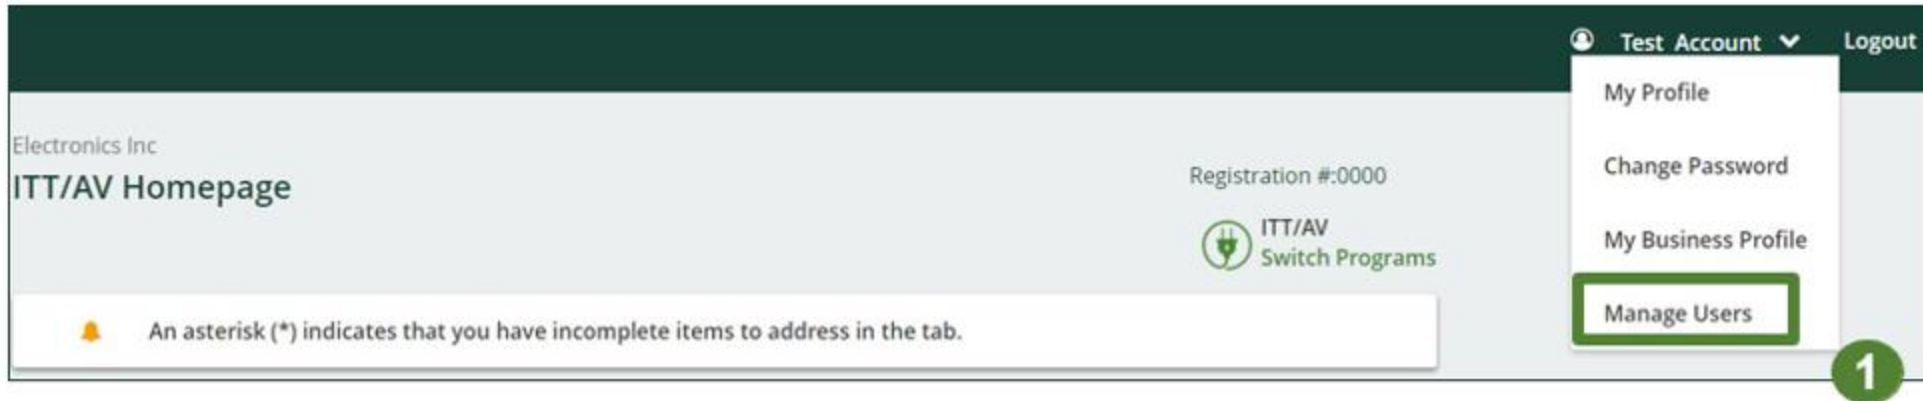 Test Account
Logout
My Profile
Change Password
My Business Profile
Manage Users
1
Electronics Inc
ITT/AV Homepage
Registration #:0000
ITT/AV
Switch Programs
An asterisk (*) indicates that you have incomplete items to address in the tab.